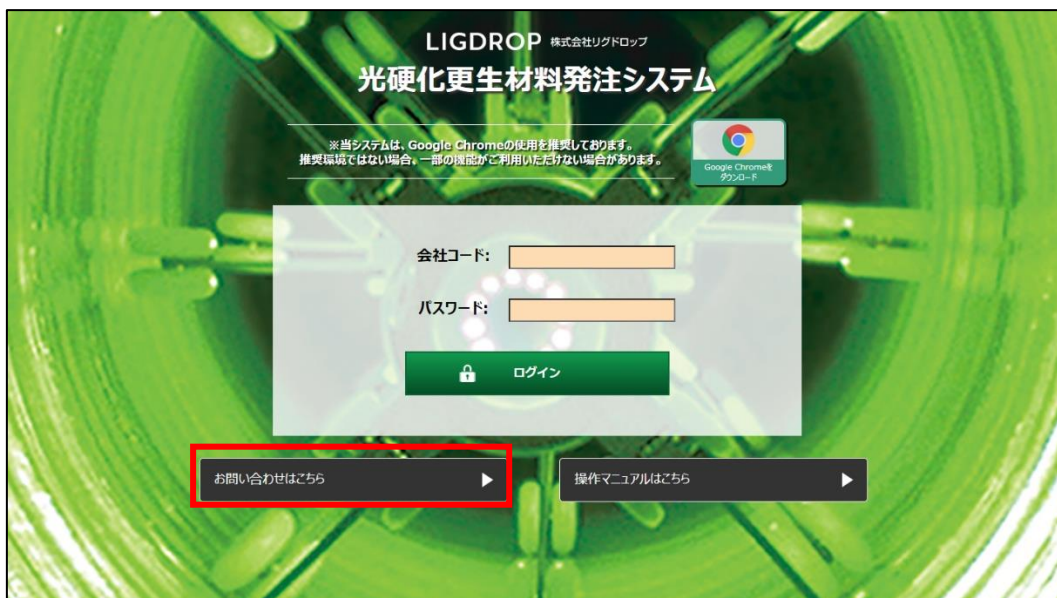 LIGDROP 株式会社リグドロップ
光硬化更生材料発注システム
※当システムは、Google Chromeの使用を推奨しております。
推奨環境ではない場合、一部の機能がご利用いただけない場合があります。
Google Chromeを
ダウンロード
会社コード:
パスワード:
ログイン
お問い合わせはこちら
操作マニュアルはこちら